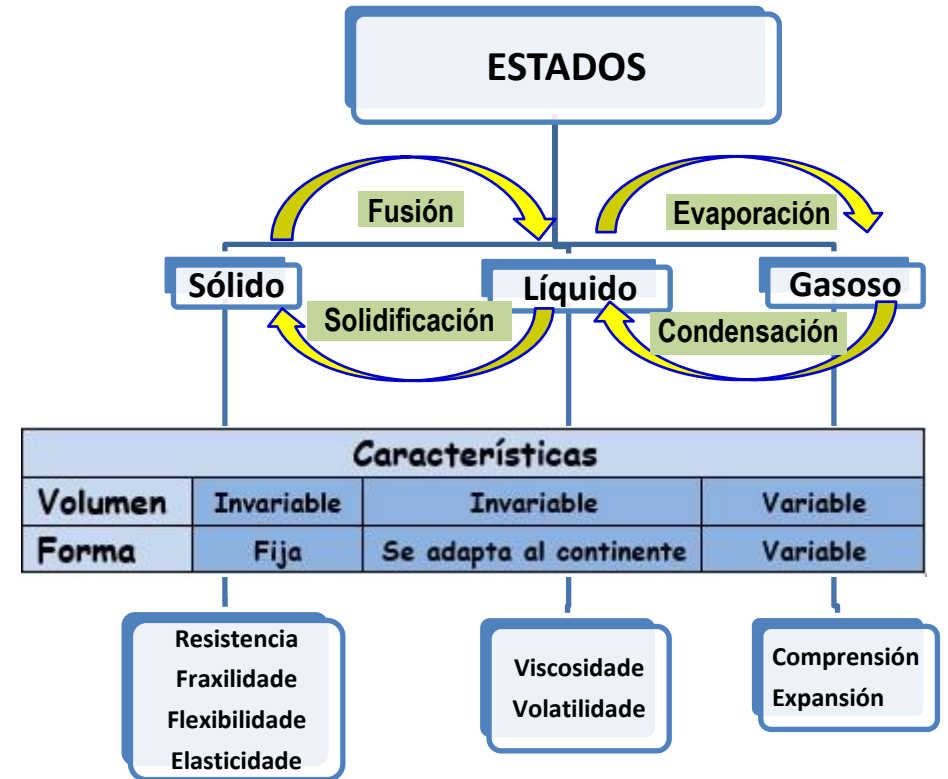 ESTADOS
Fusión
Evaporación
Sólido
Líquido
Gasoso
Solidificación
Condensación
Características
Volumen Invariable Invariable Variable
Forma Fija Se adapta al continente Variable
Resistencia
Fraxilidade
Flexibilidade
Elasticidade
Viscosidade
Volatilidade
Comprensión
Expansión